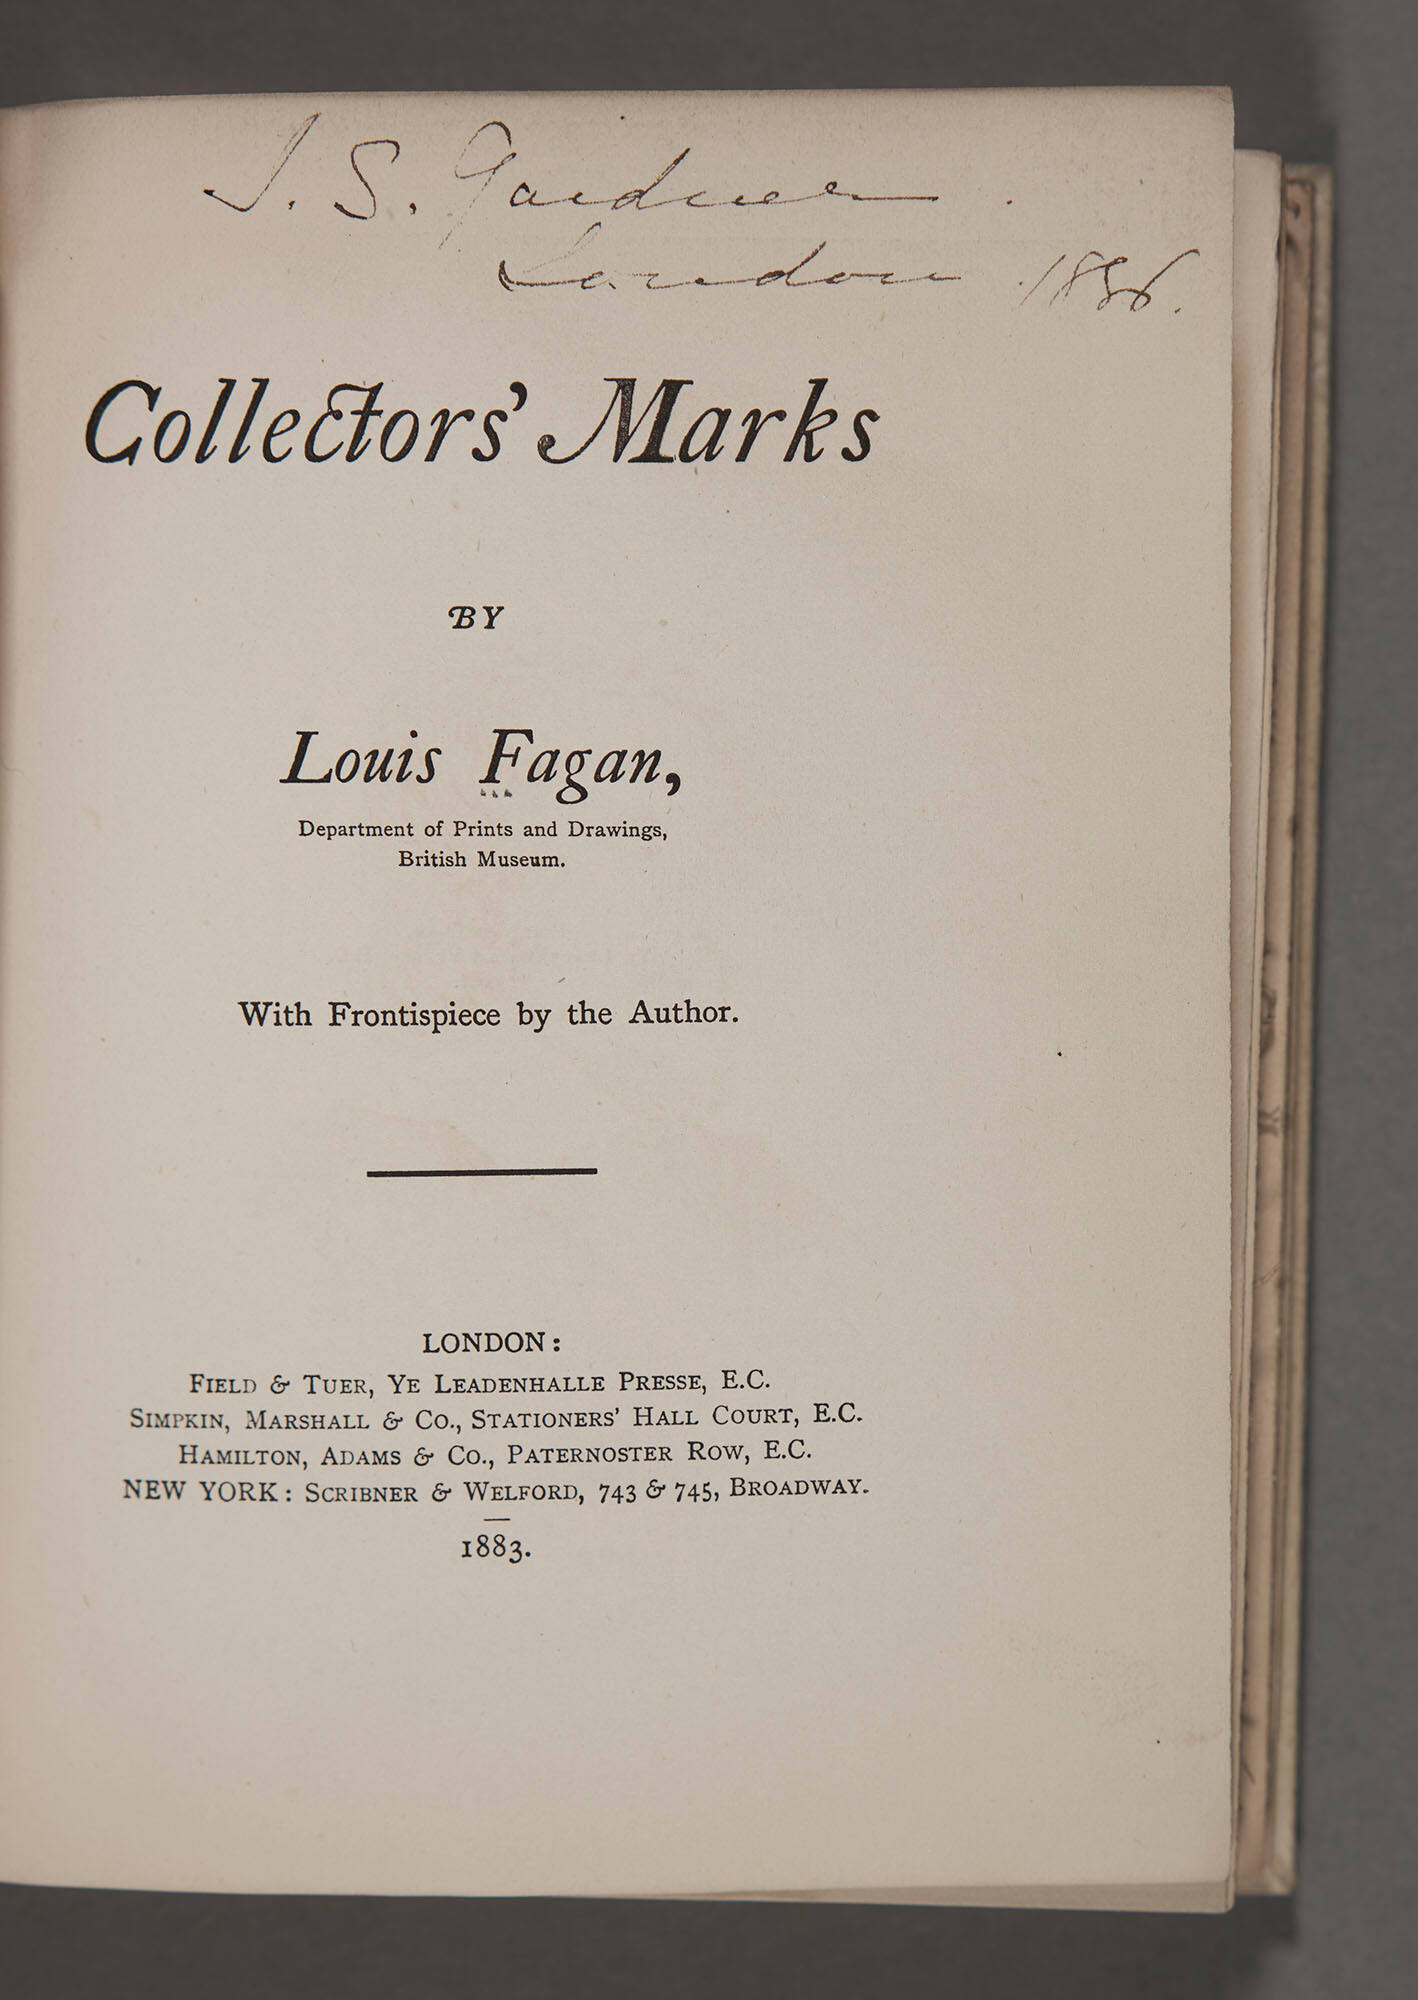 I. S. Gardner.
London 1886.
Collectors' Marks
BY
Louis Fagan,
Department of Prints and Drawings,
British Museum.
With Frontispiece by the Author.
LONDON:
FIELD & TUER, YE LEADENHALLE PRESSE, E.C.
SIMPKIN, MARSHALL & CO., STATIONERS' HALL COURT, E.C.
HAMILTON, ADAMS & CO., PATERNOSTER ROW, E.C.
NEW YORK: SCRIBNER & WELFORD, 743 & 745, BROADWAY.
1883.